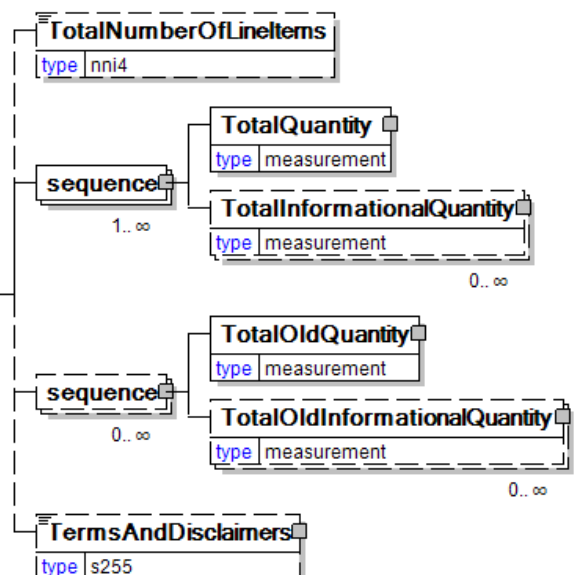 TotalNumberOfLineItems
type nni4
TotalQuantity
type measurement
sequence
1.. ∞
TotalInformationalQuantity
type measurement
0.. ∞
TotalOldQuantity
type measurement
sequence
0.. ∞
TotalOldInformationalQuantity
type measurement
0.. ∞
TermsAndDisclaimers
type s255